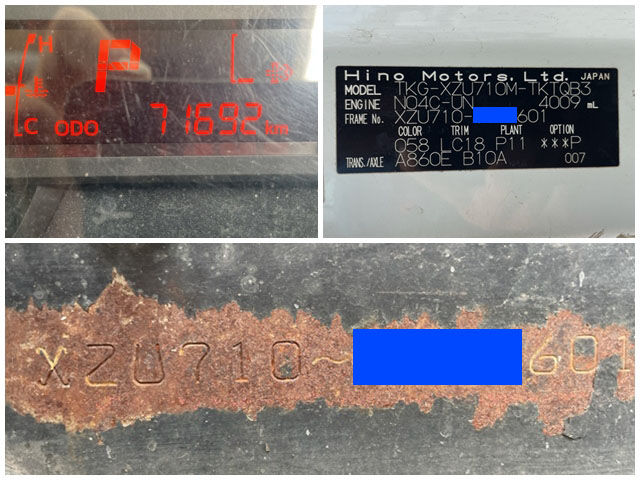 H
P
C ODO 71692 km
Hino Motors, Ltd. JAPAN
MODEL TKG-XZU710M-TKTQB3
ENGINE N04C-UN 4009 mL
FRAME No. XZU710-601
COLOR TRIM PLANT OPTION
058 LC18 P11 ***P
TRANS./AXLE A860E B10A 007
XZU710~601